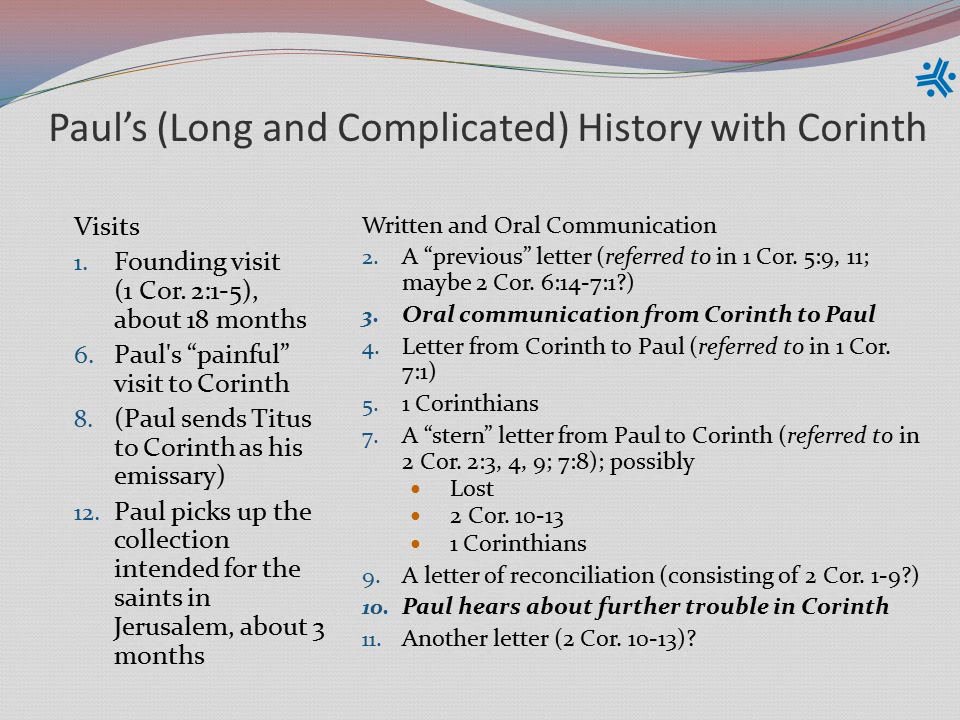 Paul’s (Long and Complicated) History with Corinth
Visits
1. Founding visit
(1 Cor. 2:1-5),
about 18 months
6. Paul's “painful”
visit to Corinth
8. (Paul sends Titus
to Corinth as his
emissary)
12. Paul picks up the
collection
intended for the
saints in
Jerusalem, about 3
months
Written and Oral Communication
2. A “previous” letter (referred to in 1 Cor. 5:9, 11;
maybe 2 Cor. 6:14-7:1?)
3. Oral communication from Corinth to Paul
4. Letter from Corinth to Paul (referred to in 1 Cor.
7:1)
5. 1 Corinthians
7. A “stern” letter from Paul to Corinth (referred to in
2 Cor. 2:3, 4, 9; 7:8); possibly
• Lost
• 2 Cor. 10-13
• 1 Corinthians
9. A letter of reconciliation (consisting of 2 Cor. 1-9?)
10. Paul hears about further trouble in Corinth
11. Another letter (2 Cor. 10-13)?